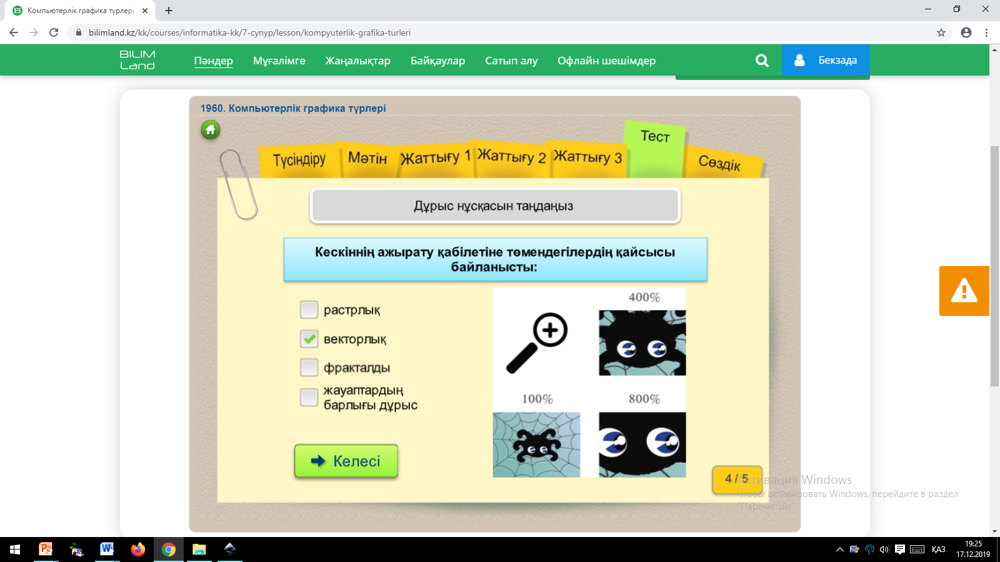 Компьютерлік графика түрлері
bilimland.kz/kk/courses/informatika-kk/7-сynyp/lesson/kompyuterlik-grafika-turleri
BILIM
Land
Пәндер
Мұғалімге
Жаңалықтар
Байқаулар
Сатып алу
Офлайн шешімдер
Бекзада
1960. Компьютерлік графика түрлері
Түсіндіру
Мәтін
Жаттығу 1
Жаттығу 2
Жаттығу 3
Тест
Сөздік
Дұрыс нұсқасын таңдаңыз
Кескіннің ажырату қабілетіне төмендегілердің қайсысы
байланысты:
растрлық
векторлық
фракталды
жауаптардың
барлығы дұрыс
400%
100%
800%
Келесі
4 / 5
Активация Windows
Чтобы активировать Windows, перейдите в раздел
"Параметры".
ҚАЗ
19:25
17.12.2019